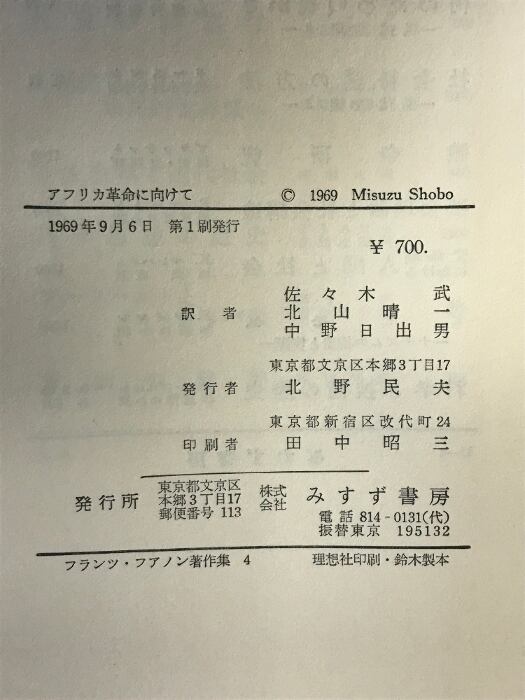 アフリカ革命に向けて © 1969 Misuzu Shobo
1969年9月6日 第1刷発行
¥ 700.
佐々木 武
訳者 北山晴一
中野日出男
東京都文京区本郷3丁目17
発行者 北野民夫
東京都新宿区改代町24
印刷者 田中昭三
発行所 東京都文京区本郷3丁目17郵便番号 113 株式会社 みすず書房
電話 814-0131(代)
振替東京 195132
フランツ・ファノン著作集 4 理想社印刷・鈴木製本